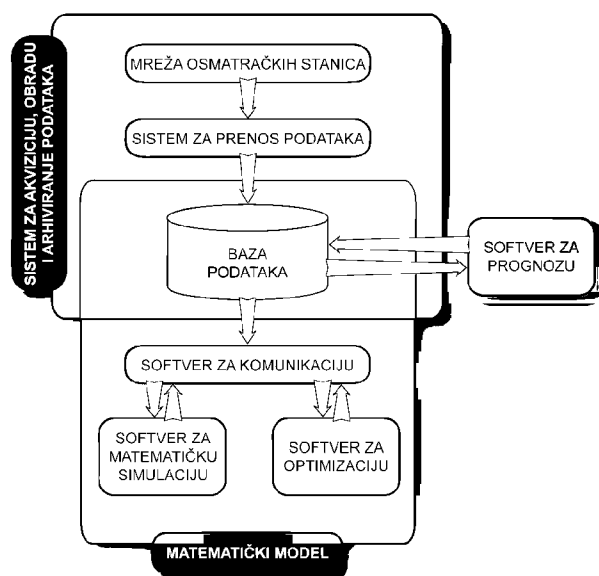 SISTEM ZA AKVIZICIJU, OBRADU
I ARHIVIRANJE PODATAKA
MREŽA OSMATRAČKIH STANICA
SISTEM ZA PRENOS PODATAKA
BAZA
PODATAKA
SOFTVER ZA
PROGNOZU
SOFTVER ZA KOMUNIKACIJU
SOFTVER ZA
MATEMATIČKU
SIMULACIJU
SOFTVER ZA
OPTIMIZACIJU
MATEMATIČKI MODEL